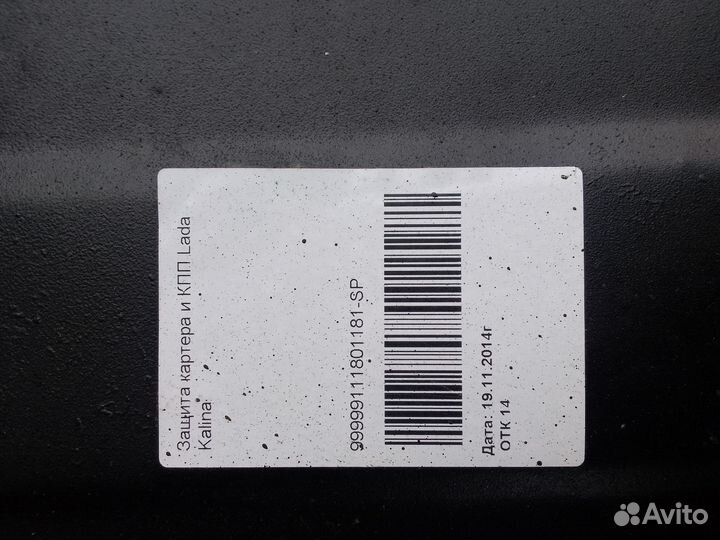 Защита картера и КПП Lada
Kalina
99999111801181-SP
Дата: 19.11.2014г
ОТК 14
Avito